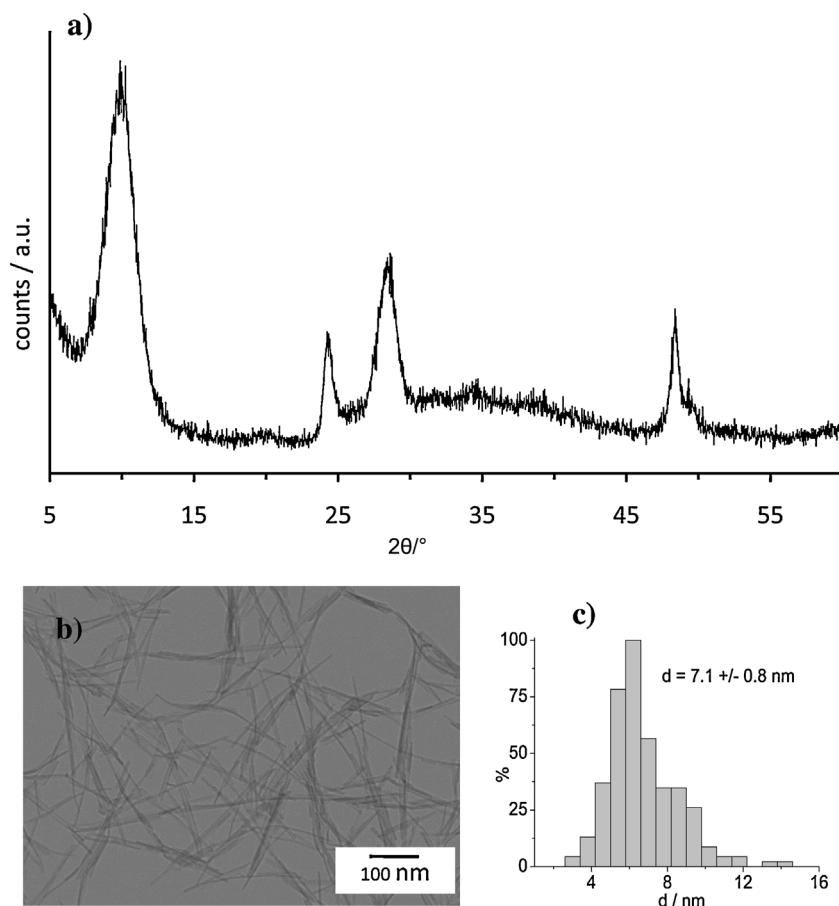 a)
counts / a.u.
5 15 25 35 45 55
2θ/°
b)
100 nm
c)
100
75
50
25
0
%
d = 7.1 +/- 0.8 nm
4 8 12 16
d / nm